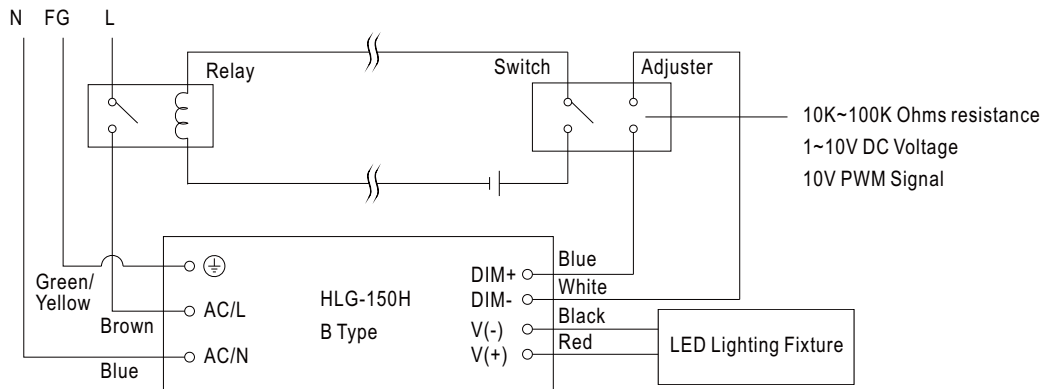 N FG L
Relay
Switch
Adjuster
10K~100K Ohms resistance
1~10V DC Voltage
10V PWM Signal
Green/
Yellow
Brown
Blue
AC/L
AC/N
HLG-150H
B Type
DIM+
DIM-
V(-)
V(+)
Blue
White
Black
Red
LED Lighting Fixture